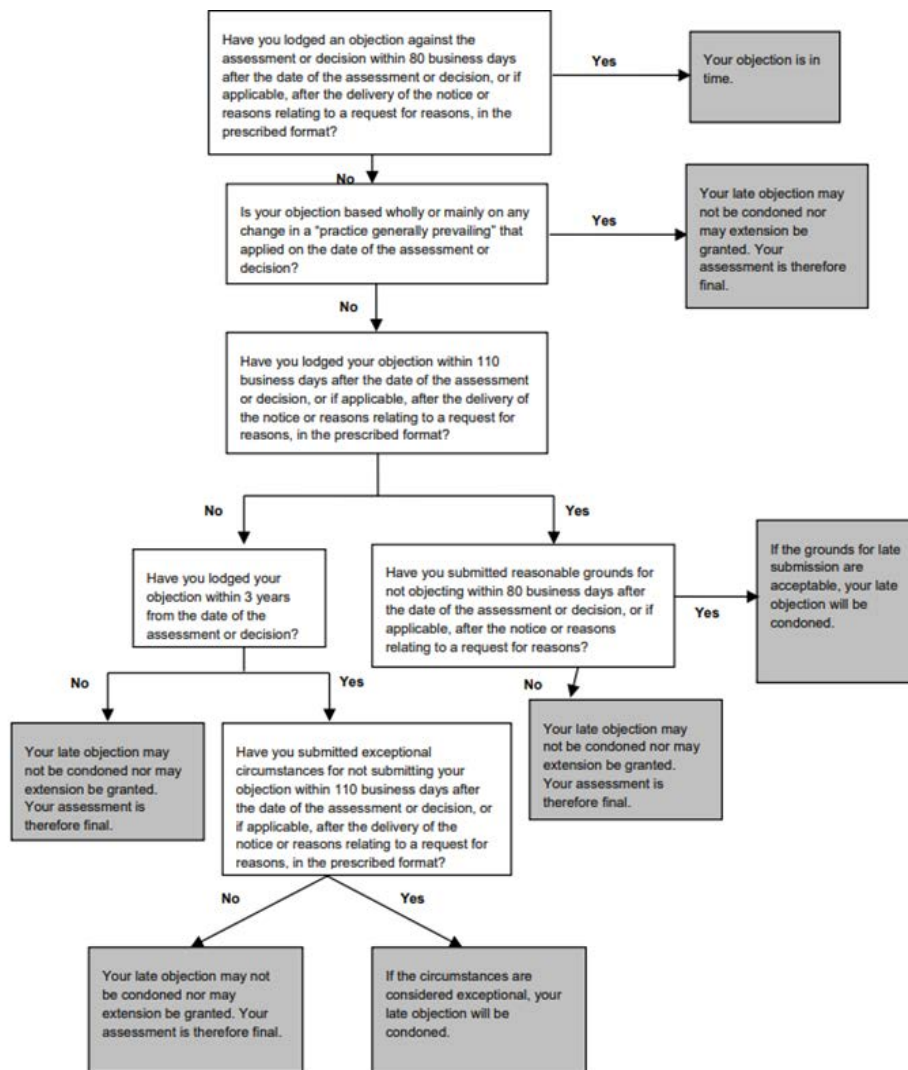 Have you lodged an objection against the
assessment or decision within 80 business days
after the date of the assessment or decision, or if
applicable, after the delivery of the notice or
reasons relating to a request for reasons, in the
prescribed format?
Yes
Your objection is in
time.
No
Is your objection based wholly or mainly on any
change in a “practice generally prevailing” that
applied on the date of the assessment or
decision?
Yes
Your late objection may
not be condoned nor
may extension be
granted. Your
assessment is therefore
final.
No
Have you lodged your objection within 110
business days after the date of the assessment
or decision, or if applicable, after the delivery of
the notice or reasons relating to a request for
reasons, in the prescribed format?
No
Yes
Have you lodged your
objection within 3 years
from the date of the
assessment or decision?
Have you submitted reasonable grounds for
not objecting within 80 business days after
the date of the assessment or decision, or if
applicable, after the notice or reasons
relating to a request for reasons?
Yes
If the grounds for late
submission are
acceptable, your late
objection will be
condoned.
No
Yes
No
Your late objection may
not be condoned nor may
extension be granted.
Your assessment is
therefore final.
Have you submitted exceptional
circumstances for not submitting your
objection within 110 business days after
the date of the assessment or decision, or
if applicable, after the delivery of the
notice or reasons relating to a request for
reasons, in the prescribed format?
Your late objection may
not be condoned nor may
extension be granted.
Your assessment is
therefore final.
No
Yes
Your late objection may not
be condoned nor may
extension be granted. Your
assessment is therefore final.
If the circumstances are
considered exceptional, your
late objection will be
condoned.